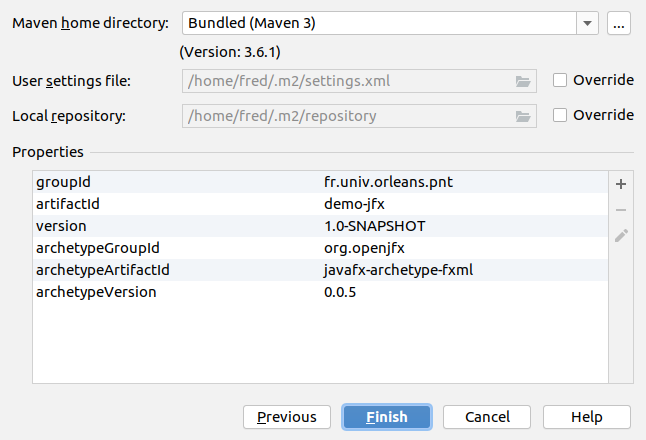 Maven home directory: Bundled (Maven 3) ...
(Version: 3.6.1)
User settings file: /home/fred/.m2/settings.xml Override
Local repository: /home/fred/.m2/repository Override
Properties
groupId fr.univ.orleans.pnt
artifactId demo-jfx
version 1.0-SNAPSHOT
archetypeGroupId org.openjfx
archetypeArtifactId javafx-archetype-fxml
archetypeVersion 0.0.5
Previous Finish Cancel Help